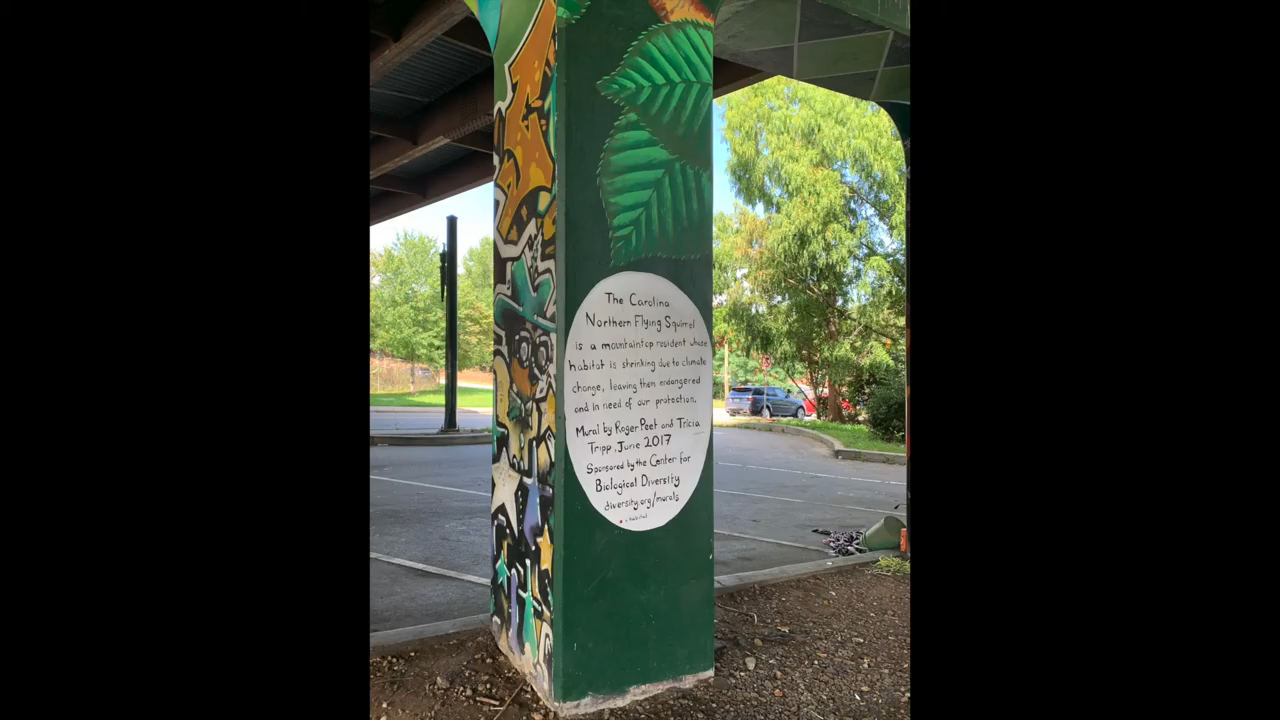 The Carolina
Northern Flying Squirrel
is a mountaintop resident whose
habitat is shrinking due to climate
change, leaving them endangered
and in need of our protection.
Mural by Roger Peet and Tricia
Tripp, June 2017
Sponsored by the Center for
Biological Diversity
diversity.org/murals